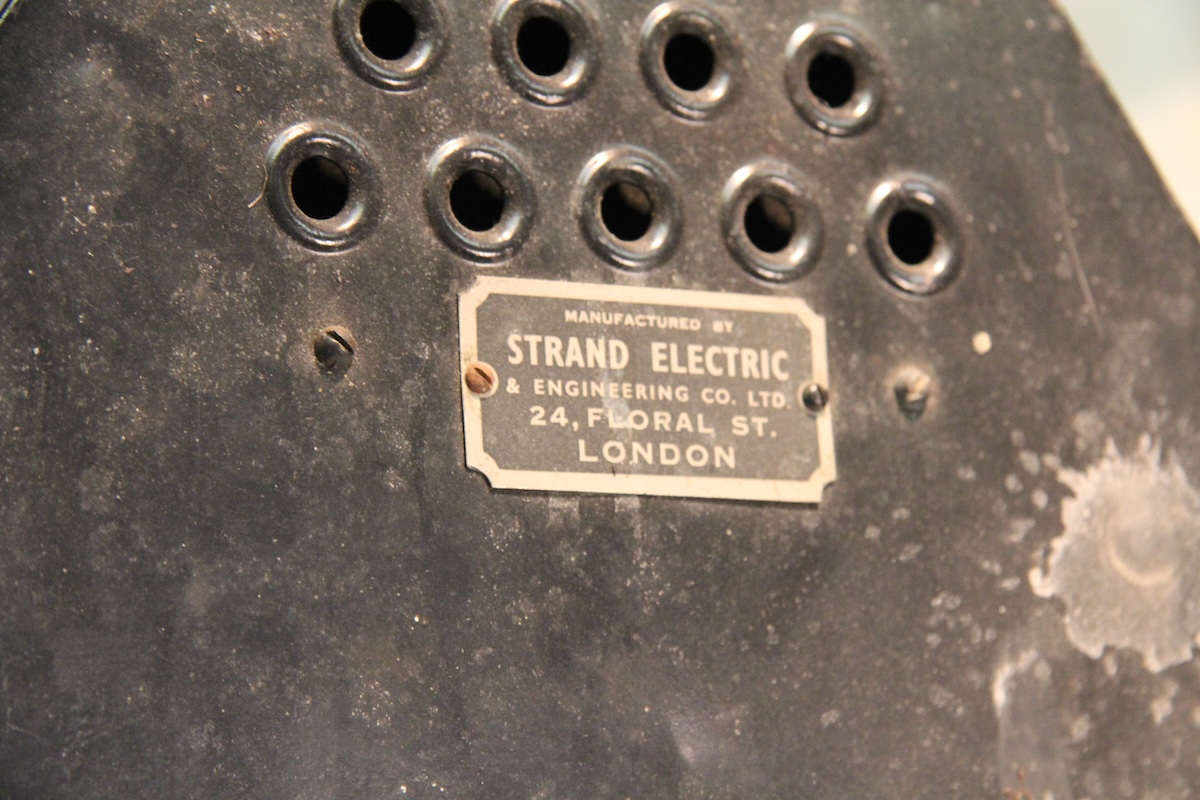 MANUFACTURED BY
STRAND ELECTRIC
& ENGINEERING CO. LTD.
24, FLORAL ST.
LONDON